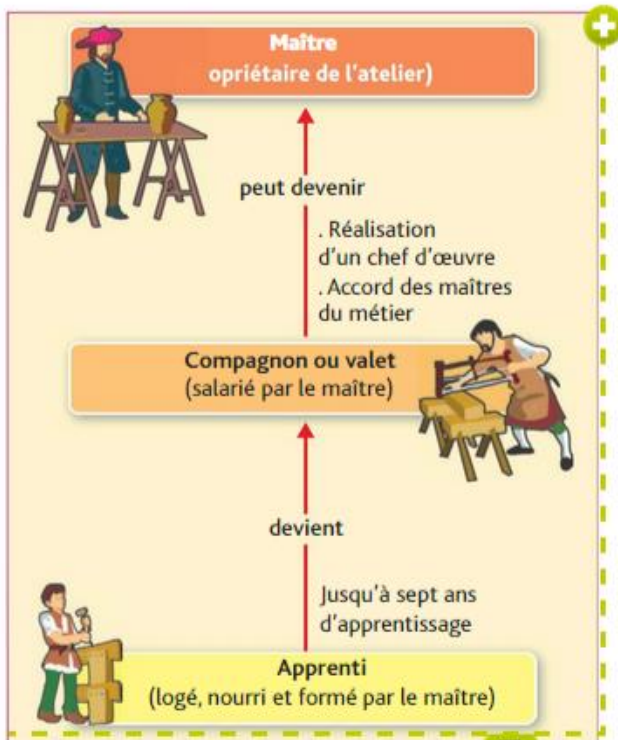 Maître
opriétaire de l'atelier)
peut devenir
. Réalisation
d'un chef d'œuvre
. Accord des maîtres
du métier
Compagnon ou valet
(salarié par le maître)
devient
Jusqu'à sept ans
d'apprentissage
Apprenti
(logé, nourri et formé par le maître)